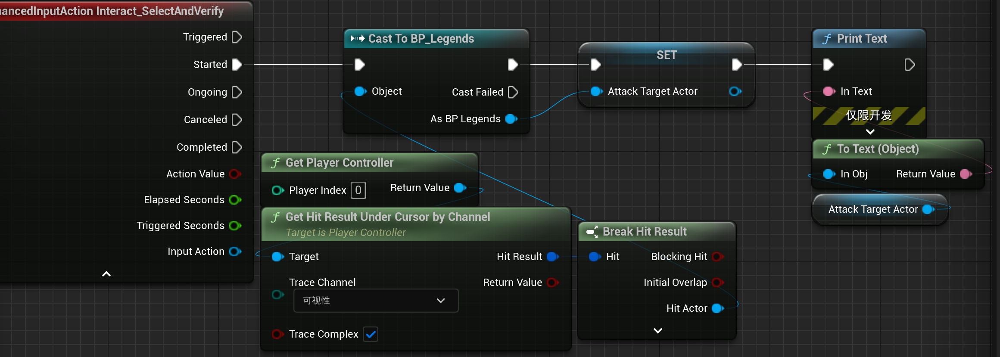 ancedInputAction Interact_SelectAndVerify
Triggered
Started
Ongoing
Canceled
Completed
Action Value
Elapsed Seconds
Triggered Seconds
Input Action
Cast To BP_Legends
Object
Cast Failed
As BP Legends
SET
Attack Target Actor
Print Text
In Text
仅限开发
To Text (Object)
In Obj
Return Value
Attack Target Actor
Get Player Controller
Player Index 0
Return Value
Get Hit Result Under Cursor by Channel
Target is Player Controller
Target
Hit Result
Trace Channel
可视性
Return Value
Trace Complex
Break Hit Result
Hit
Blocking Hit
Initial Overlap
Hit Actor